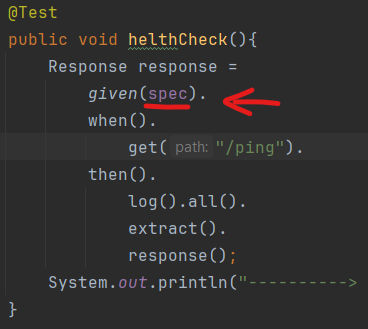 @Test
public void helthCheck(){
Response response =
given(spec).
when().
get( path: "/ping").
then().
log().all().
extract().
response();
System.out.println("---------->
}